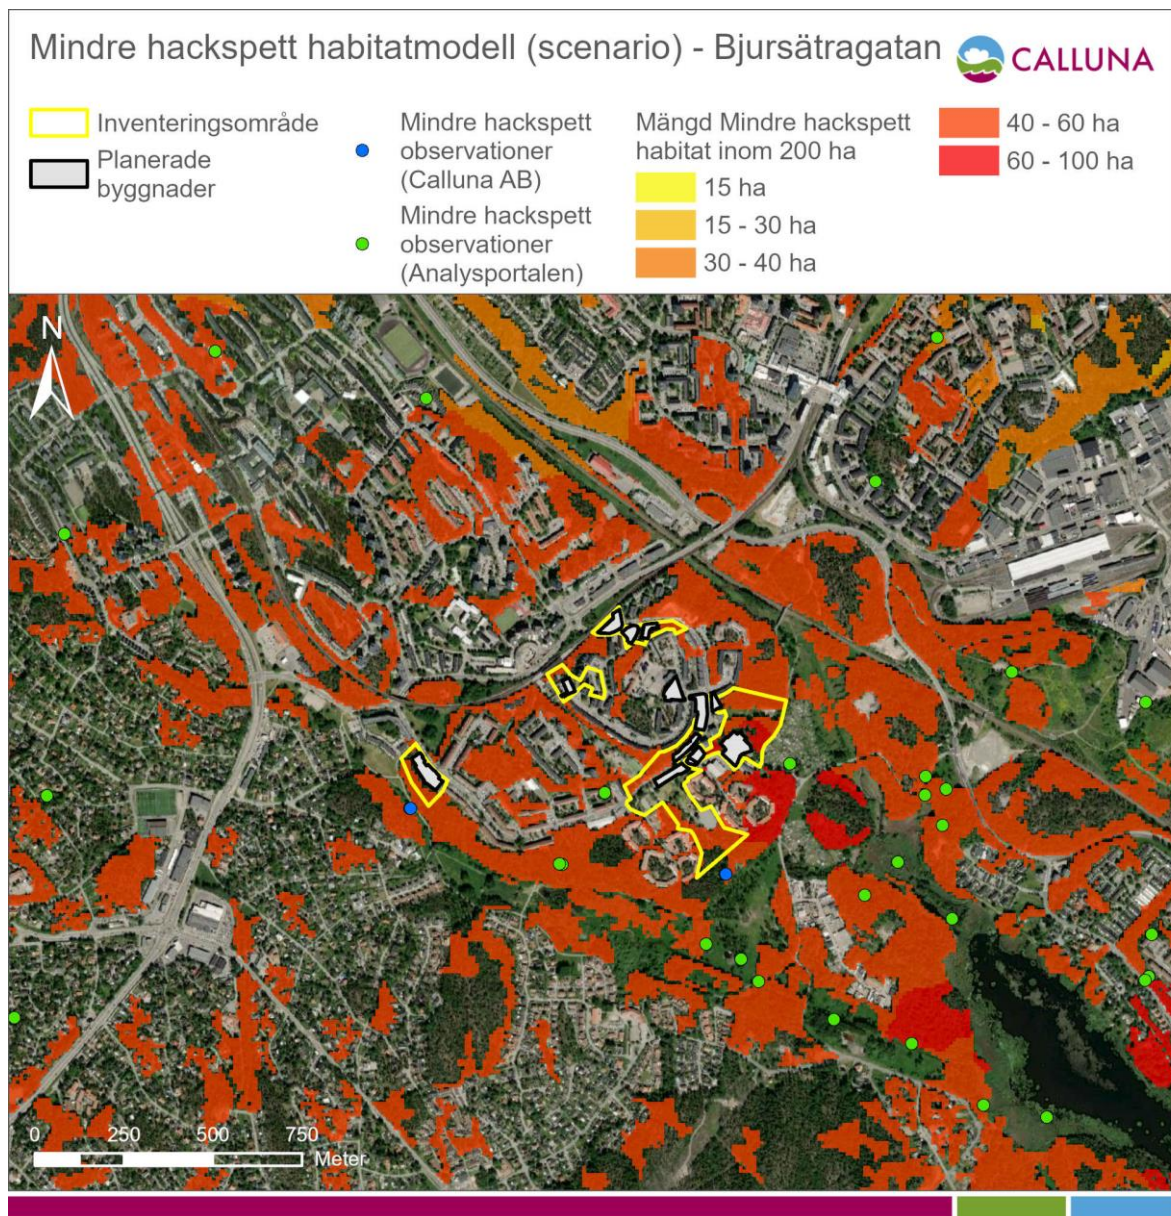 Mindre hackspett habitatmodell (scenario) - Bjursätragatan
CALLUNA
Inventeringsområde
Planerade
byggnader
Mindre hackspett
observationer
(Calluna AB)
Mindre hackspett
observationer
(Analysportalen)
Mängd Mindre hackspett
habitat inom 200 ha
15 ha
15 - 30 ha
30 - 40 ha
40 - 60 ha
60 - 100 ha
N
0 250 500 750
Meter